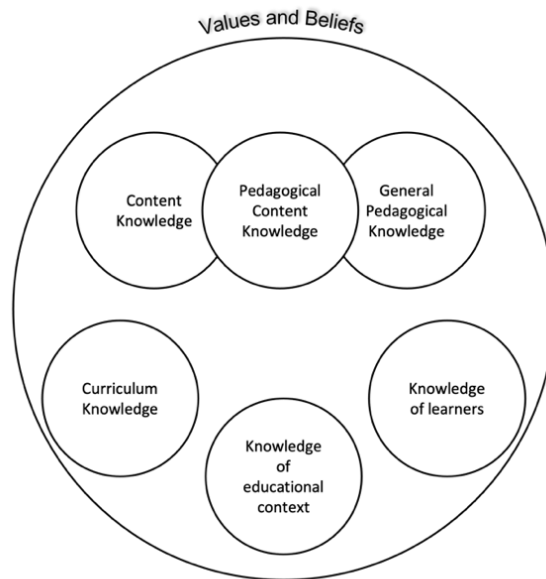 Values and Beliefs
Content
Knowledge
Pedagogical
Content
Knowledge
General
Pedagogical
Knowledge
Curriculum
Knowledge
Knowledge
of
educational
context
Knowledge
of learners